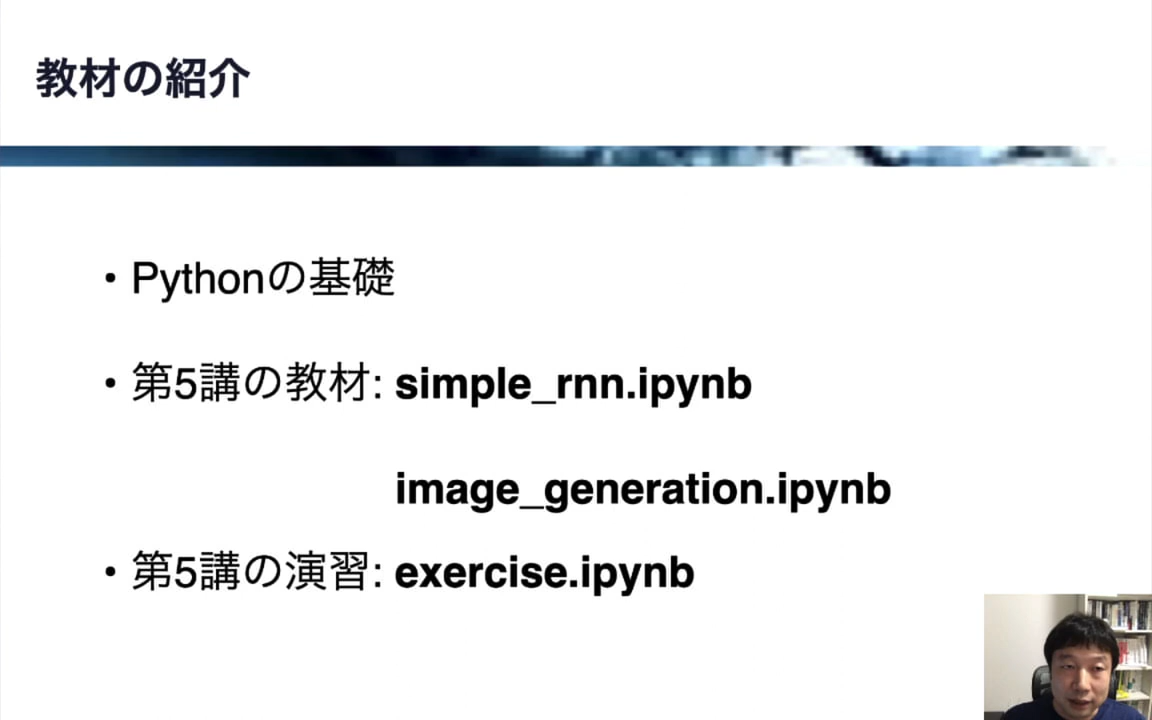 教材の紹介
・Pythonの基礎
・第5講の教材: simple_rnn.ipynb
image_generation.ipynb
・第5講の演習: exercise.ipynb